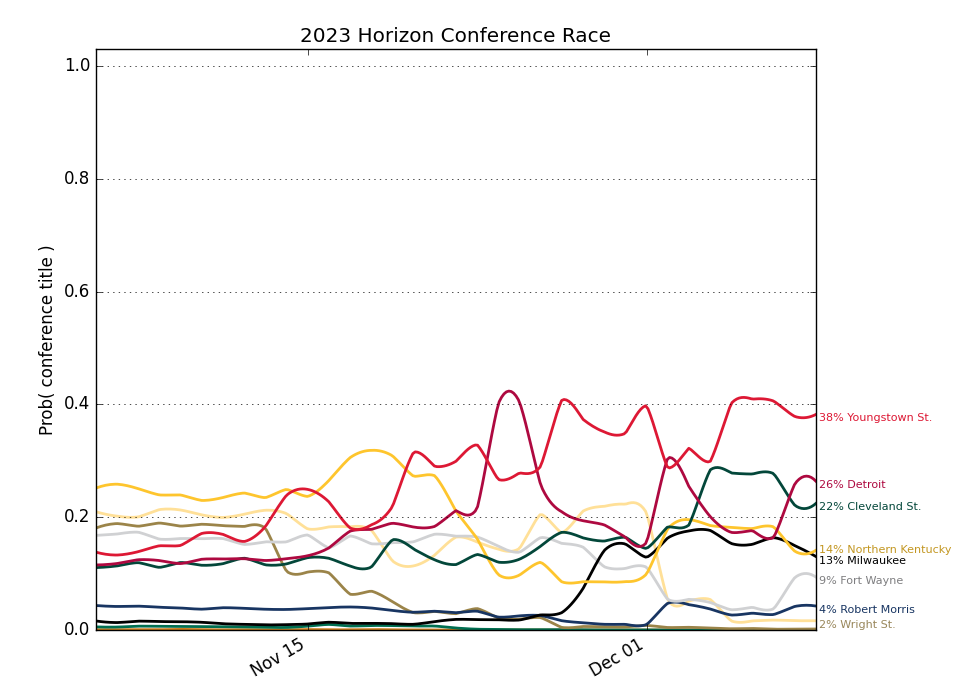 2023 Horizon Conference Race
1.0
0.8
0.6
0.4
0.2
0.0
Prob( conference title )
Nov 15
Dec 01
38% Youngstown St.
26% Detroit
22% Cleveland St.
14% Northern Kentucky
13% Milwaukee
9% Fort Wayne
4% Robert Morris
2% Wright St.